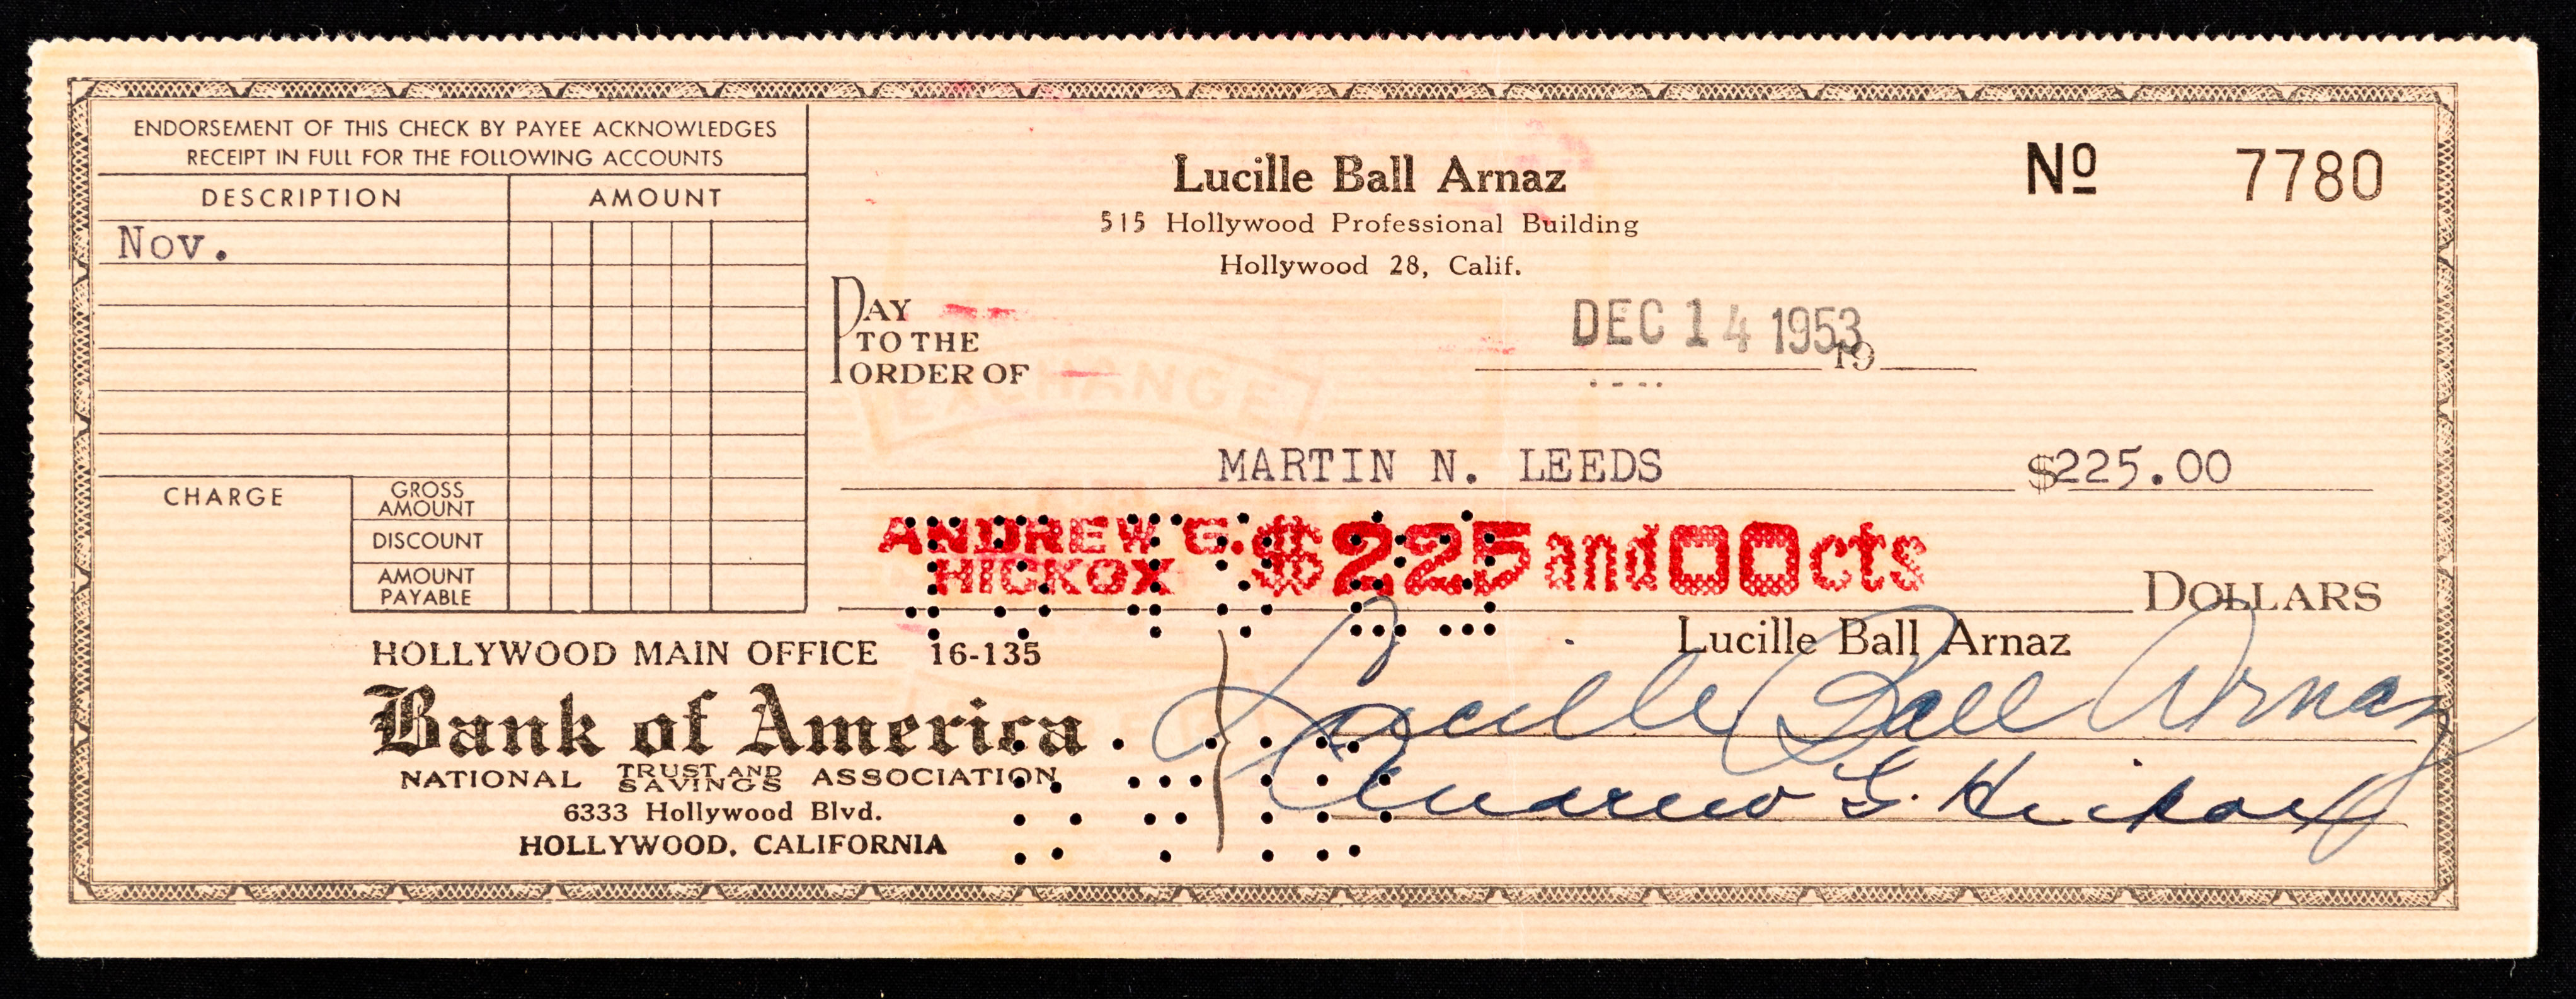 ENDORSEMENT OF THIS CHECK BY PAYEE ACKNOWLEDGES
RECEIPT IN FULL FOR THE FOLLOWING ACCOUNTS
DESCRIPTION AMOUNT
Nov.
CHARGE
GROSS
AMOUNT
DISCOUNT
AMOUNT
PAYABLE
Lucille Ball Arnaz
515 Hollywood Professional Building
Hollywood 28, Calif.
Nº 7780
PAY
TO THE
ORDER OF
DEC 14 1953
19
EXCHANGE
MARTIN N. LEEDS $225.00
ANDREW G.
HICKOX
$225 and 00 cts
DOLLARS
HOLLYWOOD MAIN OFFICE 16-135
Bank of America
NATIONAL TRUST AND SAVINGS ASSOCIATION
6333 Hollywood Blvd.
HOLLYWOOD, CALIFORNIA
Lucille Ball Arnaz
Lucille Ball Arnaz
Andrew G. Hickox